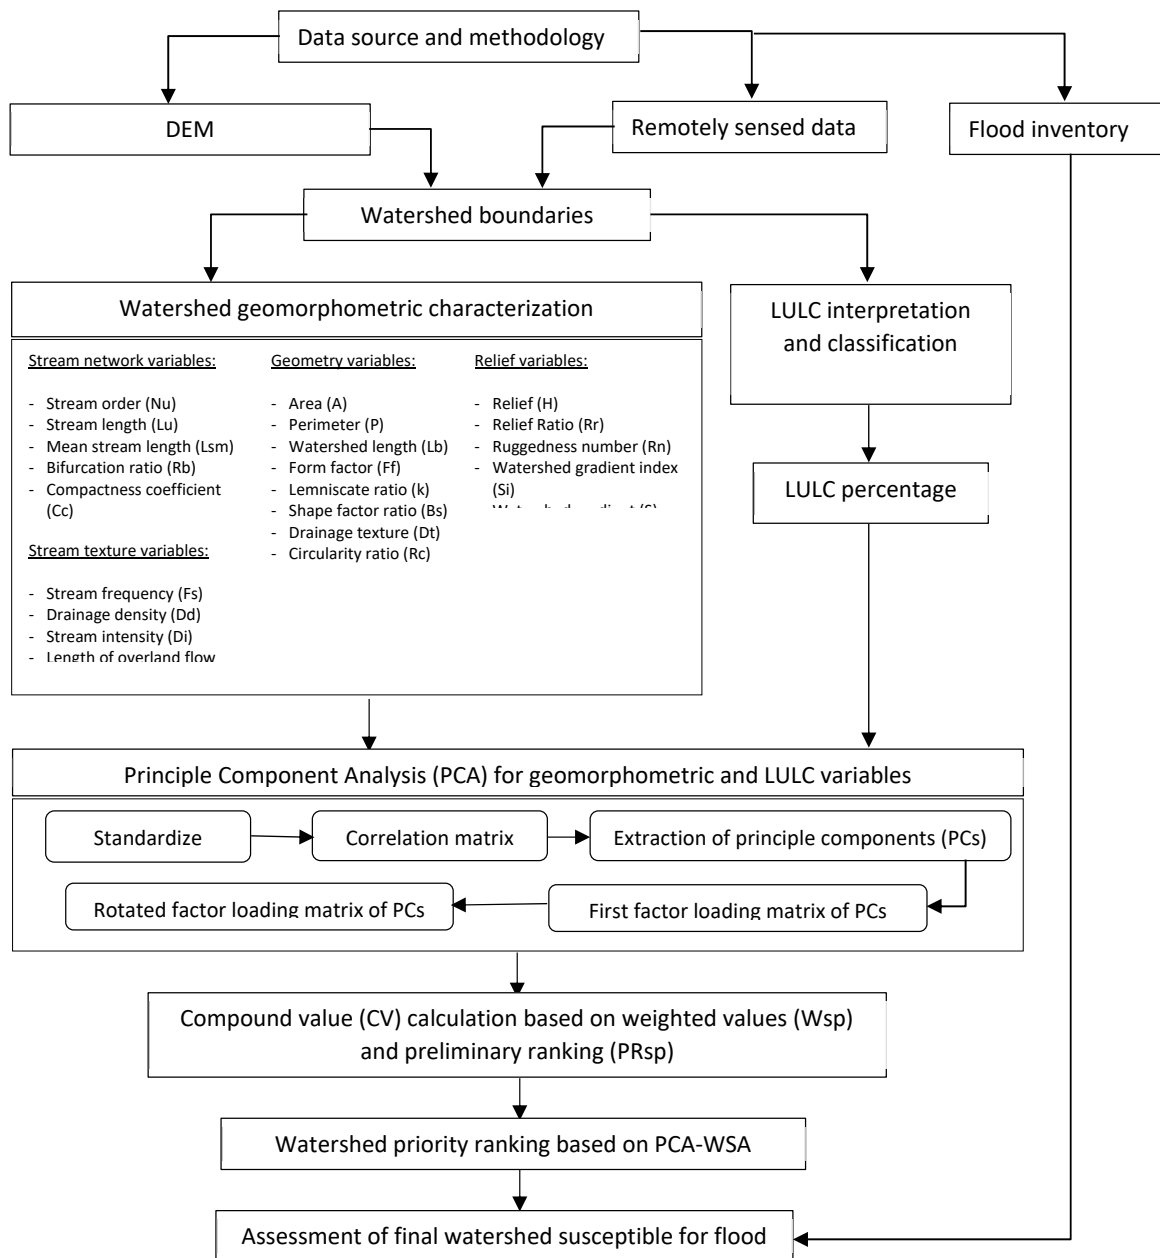 Data source and methodology
DEM
Remotely sensed data
Flood inventory
Watershed boundaries
Watershed geomorphometric characterization
Stream network variables:
- Stream order (Nu)
- Stream length (Lu)
- Mean stream length (Lsm)
- Bifurcation ratio (Rb)
- Compactness coefficient
(Cc)
Stream texture variables:
- Stream frequency (Fs)
- Drainage density (Dd)
- Stream intensity (Di)
- Length of overland flow
Geometry variables:
- Area (A)
- Perimeter (P)
- Watershed length (Lb)
- Form factor (Ff)
- Lemniscate ratio (k)
- Shape factor ratio (Bs)
- Drainage texture (Dt)
- Circularity ratio (Rc)
Relief variables:
- Relief (H)
- Relief Ratio (Rr)
- Ruggedness number (Rn)
- Watershed gradient index
(Si)
LULC interpretation
and classification
LULC percentage
Principle Component Analysis (PCA) for geomorphometric and LULC variables
Standardize
Correlation matrix
Extraction of principle components (PCs)
First factor loading matrix of PCs
Rotated factor loading matrix of PCs
Compound value (CV) calculation based on weighted values (Wsp)
and preliminary ranking (PRsp)
Watershed priority ranking based on PCA-WSA
Assessment of final watershed susceptible for flood